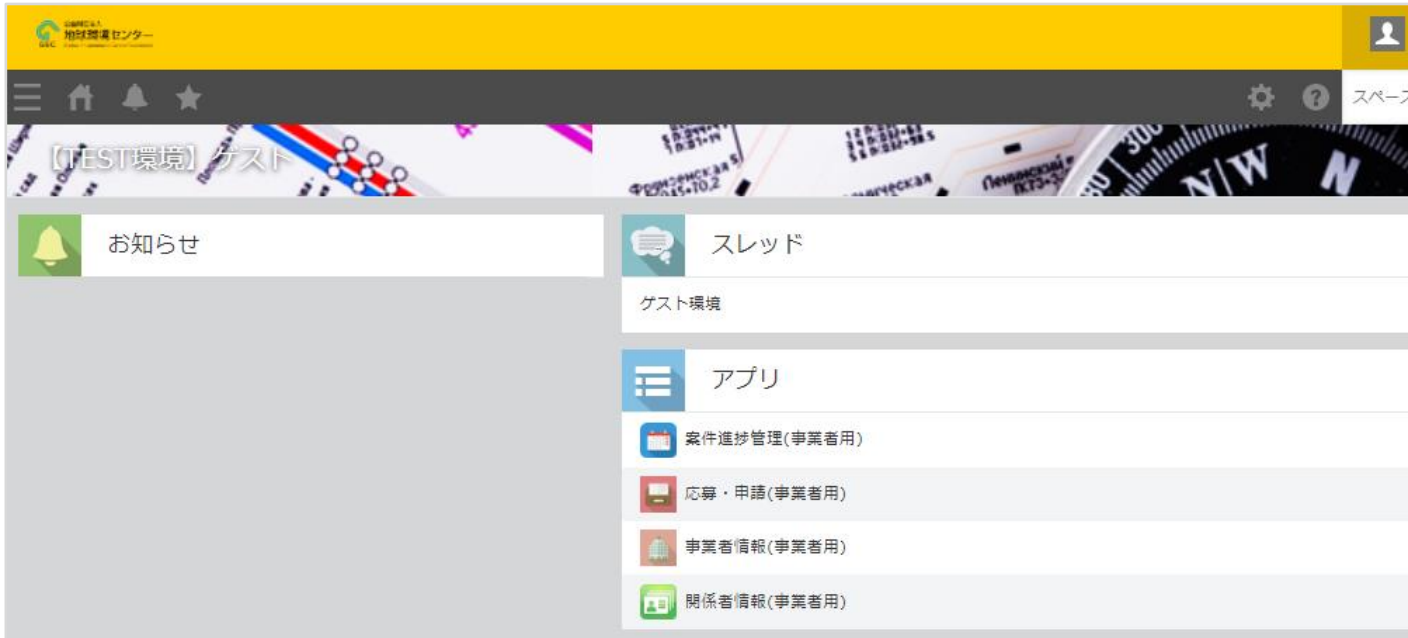 地球環境センター
GEC
スペース
【TEST環境】ゲスト
N/W
N
お知らせ
スレッド
ゲスト環境
アプリ
案件進捗管理(事業者用)
応募・申請(事業者用)
事業者情報(事業者用)
関係者情報(事業者用)